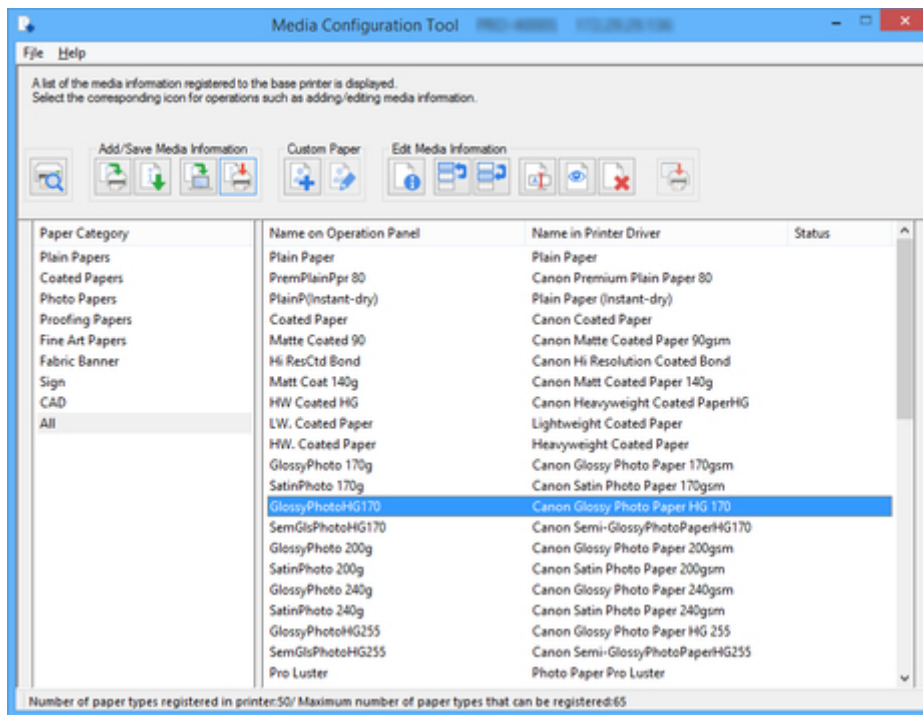 Media Configuration Tool
File Help
A list of the media information registered to the base printer is displayed.
Select the corresponding icon for operations such as adding/editing media information.
Add/Save Media Information Custom Paper Edit Media Information
Paper Category
Plain Papers
Coated Papers
Photo Papers
Proofing Papers
Fine Art Papers
Fabric Banner
Sign
CAD
All
Name on Operation Panel Name in Printer Driver Status
Plain Paper Plain Paper
PremPlainPpr 80 Canon Premium Plain Paper 80
PlainP(Instant-dry) Plain Paper (Instant-dry)
Coated Paper Canon Coated Paper
Matte Coated 90 Canon Matte Coated Paper 90gsm
Hi ResCtd Bond Canon Hi Resolution Coated Bond
Matt Coat 140g Canon Matt Coated Paper 140g
HW Coated HG Canon Heavyweight Coated PaperHG
LW. Coated Paper Lightweight Coated Paper
HW. Coated Paper Heavyweight Coated Paper
GlossyPhoto 170g Canon Glossy Photo Paper 170gsm
SatinPhoto 170g Canon Satin Photo Paper 170gsm
GlossyPhotoHG170 Canon Glossy Photo Paper HG 170
SemGlsPhotoHG170 Canon Semi-GlossyPhotoPaperHG170
GlossyPhoto 200g Canon Glossy Photo Paper 200gsm
SatinPhoto 200g Canon Satin Photo Paper 200gsm
GlossyPhoto 240g Canon Glossy Photo Paper 240gsm
SatinPhoto 240g Canon Satin Photo Paper 240gsm
GlossyPhotoHG255 Canon Glossy Photo Paper HG 255
SemGlsPhotoHG255 Canon Semi-GlossyPhotoPaperHG255
Pro Luster Photo Paper Pro Luster
Number of paper types registered in printer:50/ Maximum number of paper types that can be registered:65